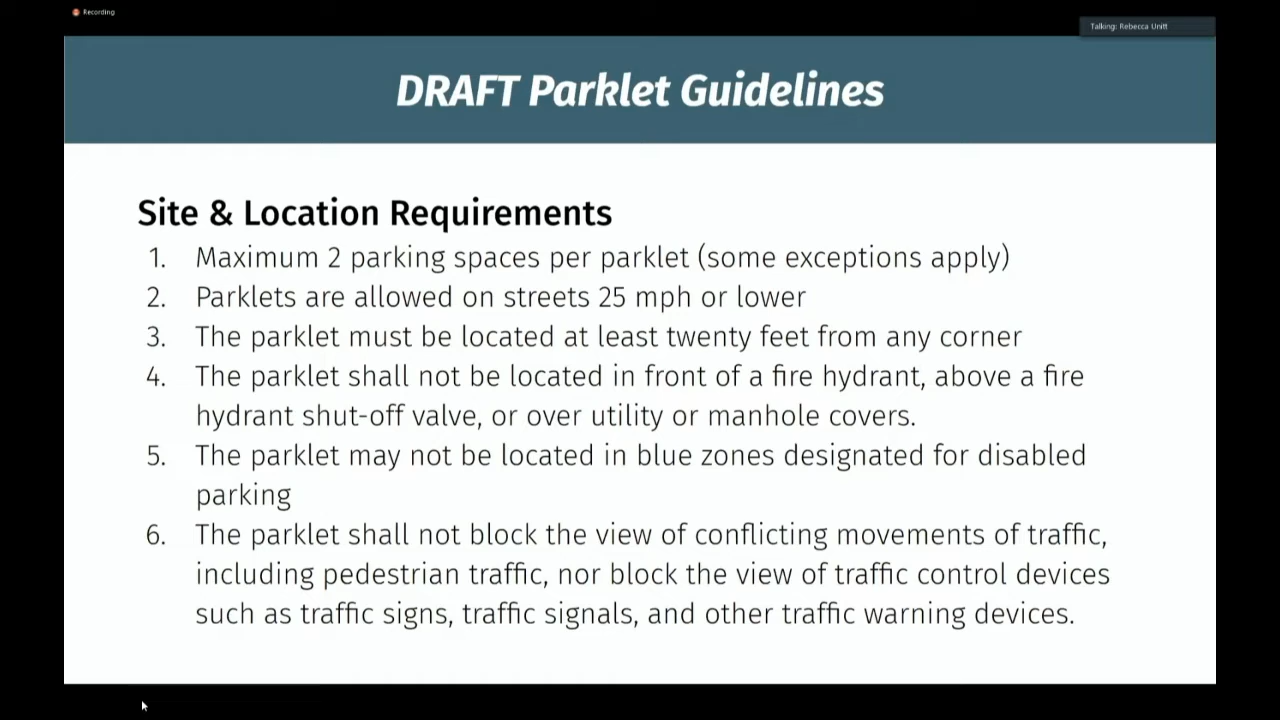 Recording
Talking: Rebecca Unitt
DRAFT Parklet Guidelines
Site & Location Requirements
1. Maximum 2 parking spaces per parklet (some exceptions apply)
2. Parklets are allowed on streets 25 mph or lower
3. The parklet must be located at least twenty feet from any corner
4. The parklet shall not be located in front of a fire hydrant, above a fire
hydrant shut-off valve, or over utility or manhole covers.
5. The parklet may not be located in blue zones designated for disabled
parking
6. The parklet shall not block the view of conflicting movements of traffic,
including pedestrian traffic, nor block the view of traffic control devices
such as traffic signs, traffic signals, and other traffic warning devices.